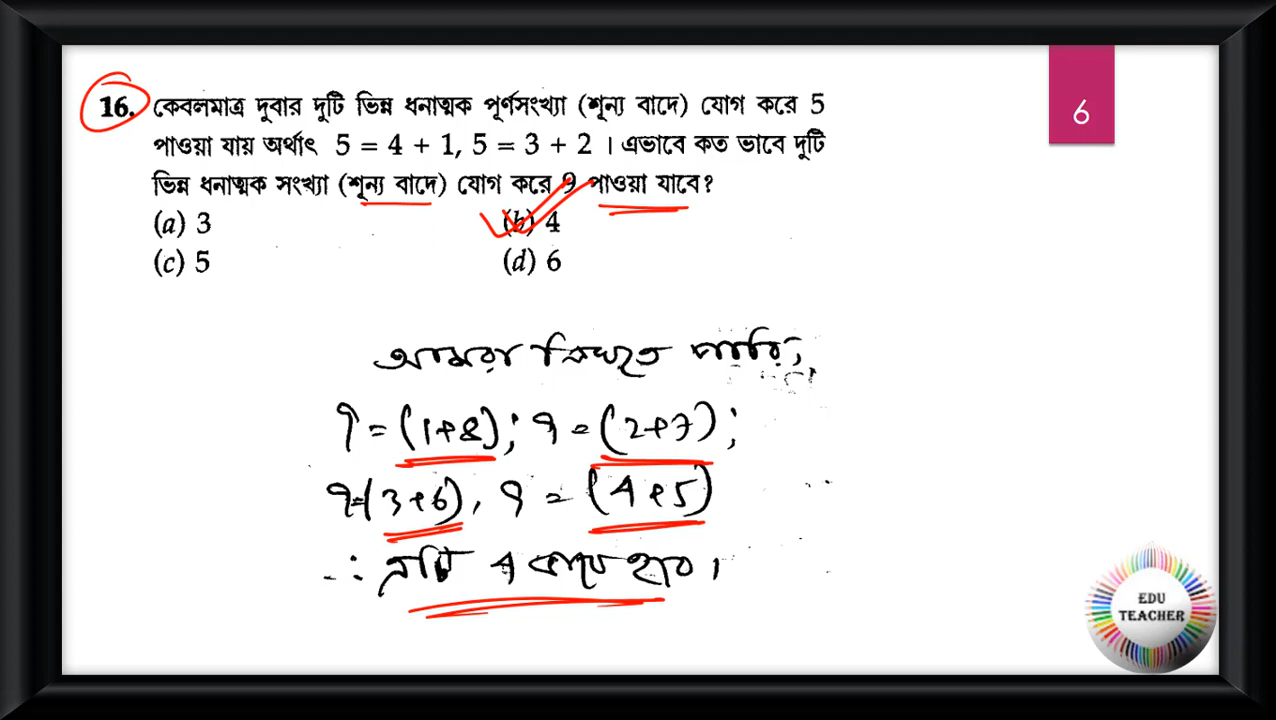 6
16. কেবলমাত্র দুবার দুটি ভিন্ন ধনাত্মক পূর্ণসংখ্যা (শূন্য বাদে) যোগ করে 5
পাওয়া যায় অর্থাৎ 5 = 4 + 1, 5 = 3 + 2 । এভাবে কত ভাবে দুটি
ভিন্ন ধনাত্মক সংখ্যা (শূন্য বাদে) যোগ করে 9 পাওয়া যাবে?
(a) 3 (b) 4
(c) 5 (d) 6
আমরা লিখতে পারি,
9 = (1+8); 9 = (2+7);
9=(3+6), 9 = (4+5)
∴ 4 ভাবে হবে।
EDU
TEACHER